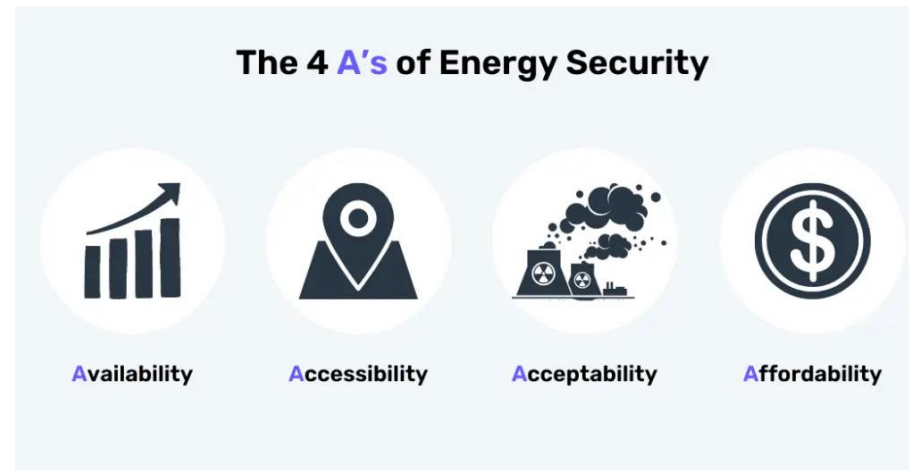 The 4 A's of Energy Security
Availability
Accessibility
Acceptability
Affordability